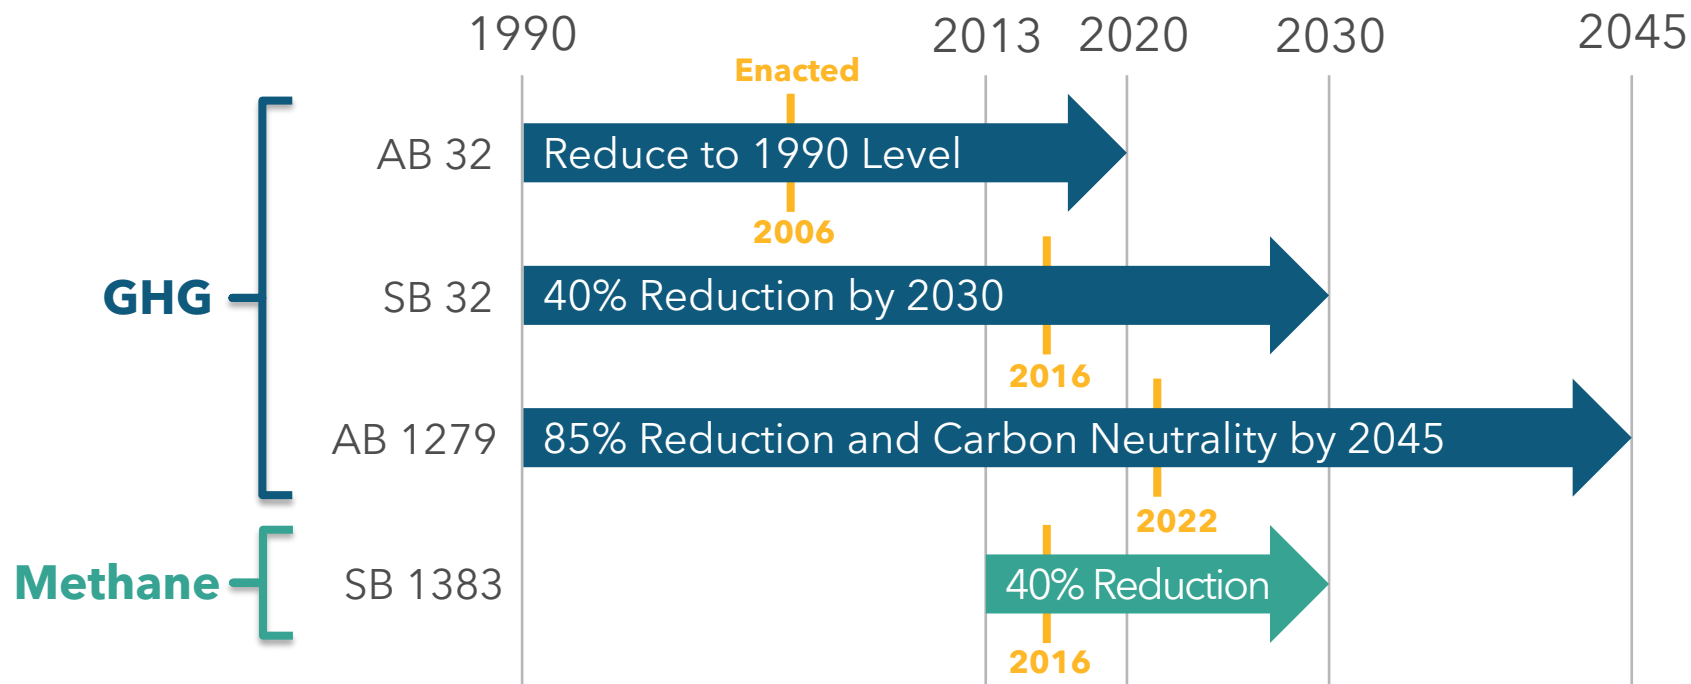 1990
2013
2020
2030
2045
Enacted
AB 32
Reduce to 1990 Level
2006
GHG
SB 32
40% Reduction by 2030
2016
AB 1279
85% Reduction and Carbon Neutrality by 2045
2022
Methane
SB 1383
40% Reduction
2016